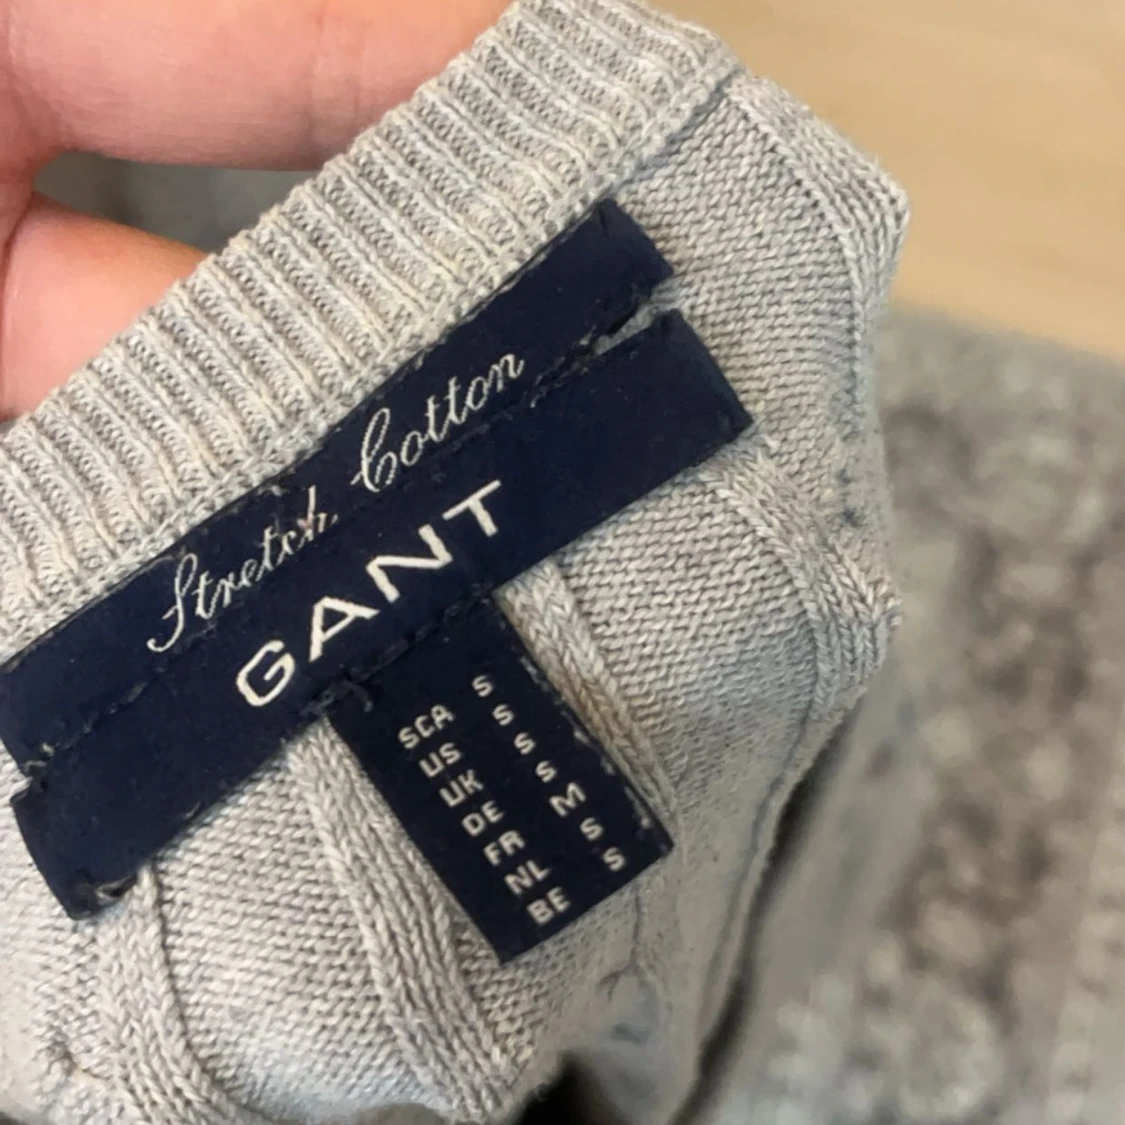 Stretch Cotton
GANT
SCA S
US S
UK S
DE S
FR M
NL S
BE S